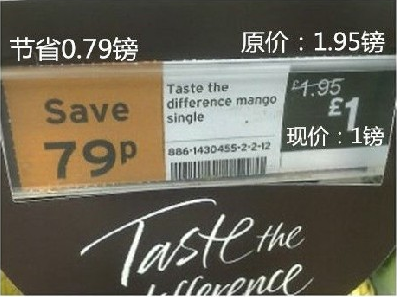 节省0.79镑
原价：1.95镑
Save
79p
Taste the
difference mango
single
886-1430455-2-2-12
£1.95
£1
现价：1镑
Taste the
difference